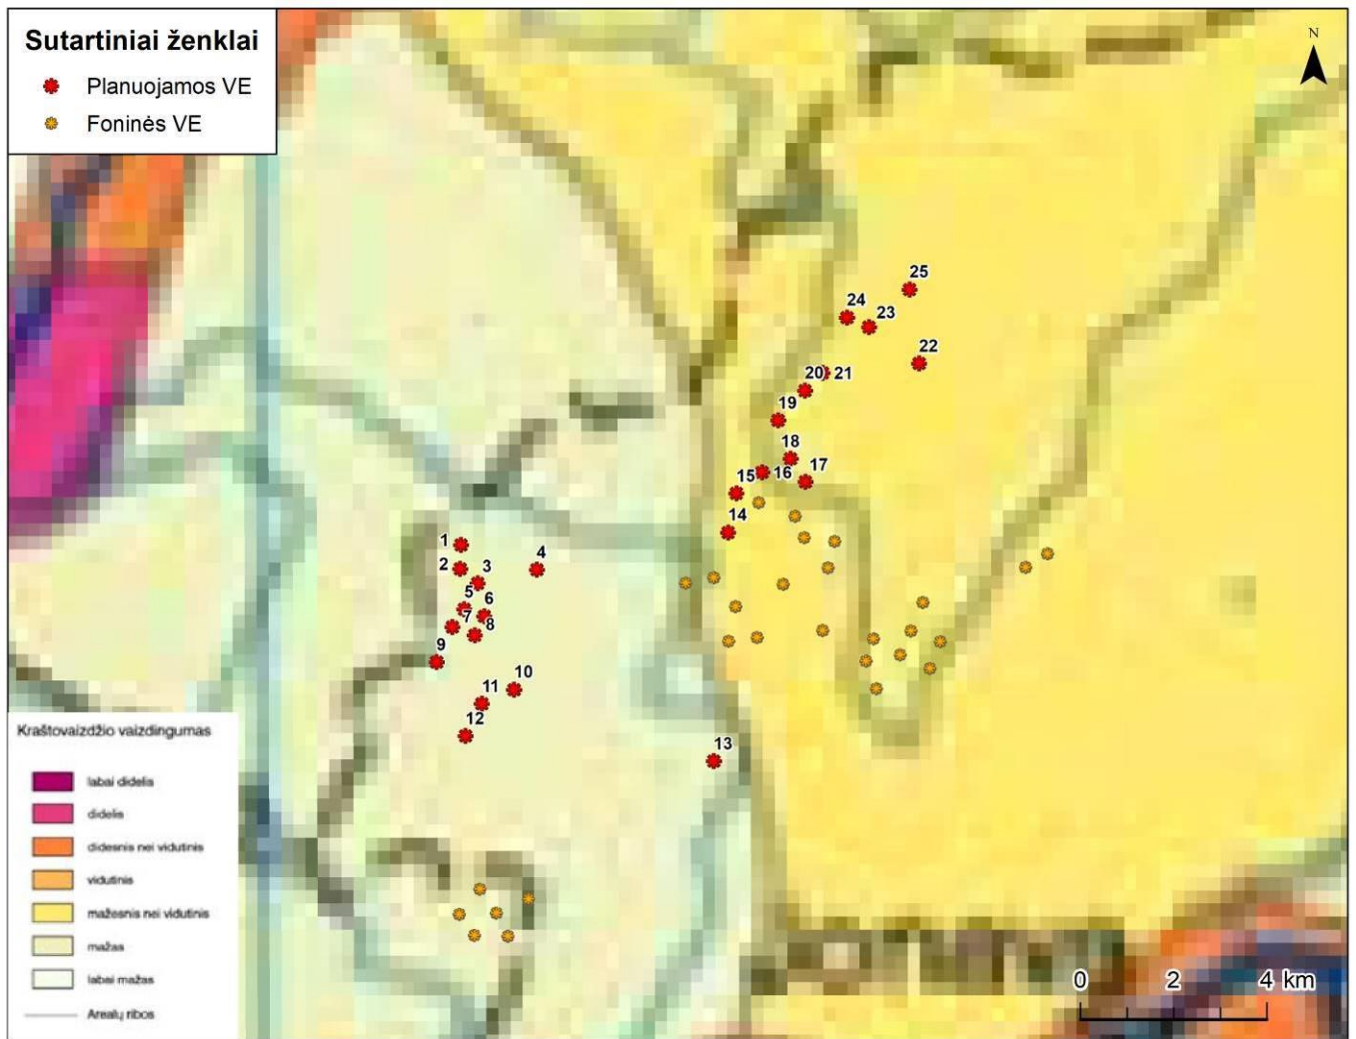 Sutartiniai ženklai
Planuojamos VE
Foninės VE
N
25
24
23
22
20
21
19
18
17
16
15
14
1
2
3
4
5
6
7
8
9
10
11
12
13
Kraštovaizdžio vaizdingumas
labai didelis
didelis
didesnis nei vidutinis
vidutinis
mažesnis nei vidutinis
mažas
labai mažas
Arealų ribos
0 2 4 km